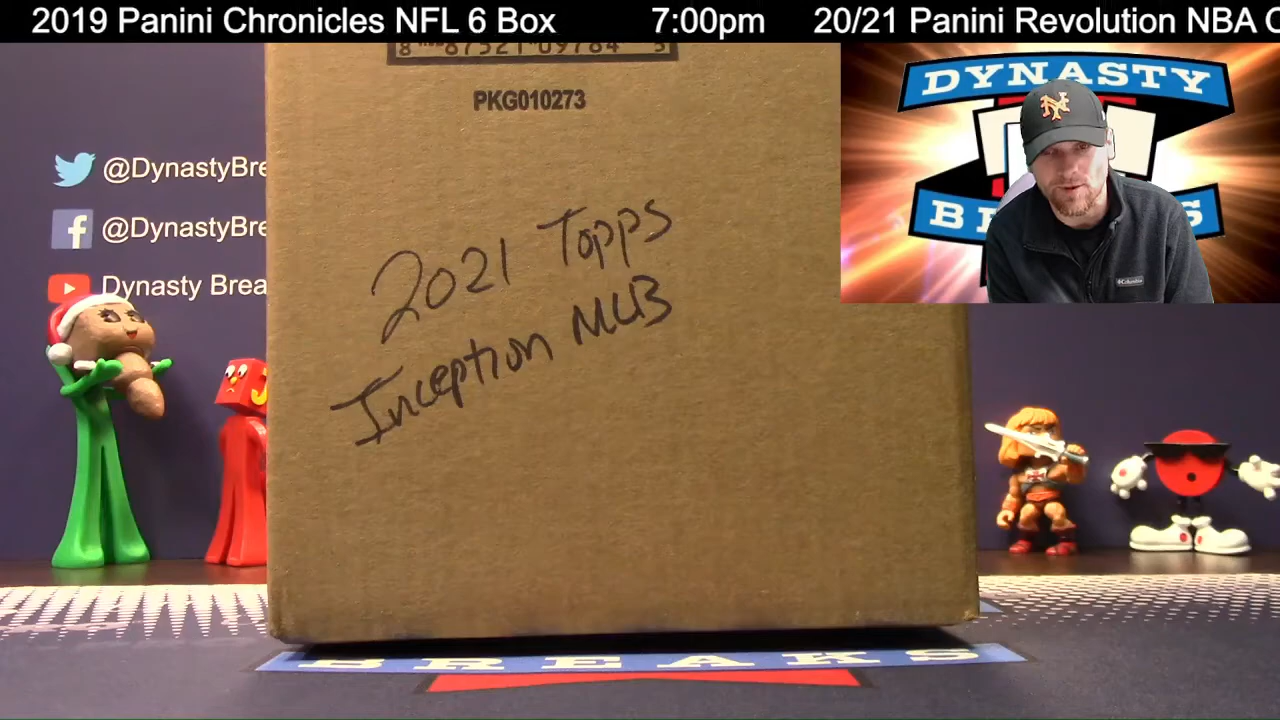 2019 Panini Chronicles NFL 6 Box 7:00pm 20/21 Panini Revolution NBA C
PKG010273
@DynastyBre
@DynastyBre
Dynasty Brea
2021 Topps
Inception MLB
DYNASTY
Columbia
BREAKS